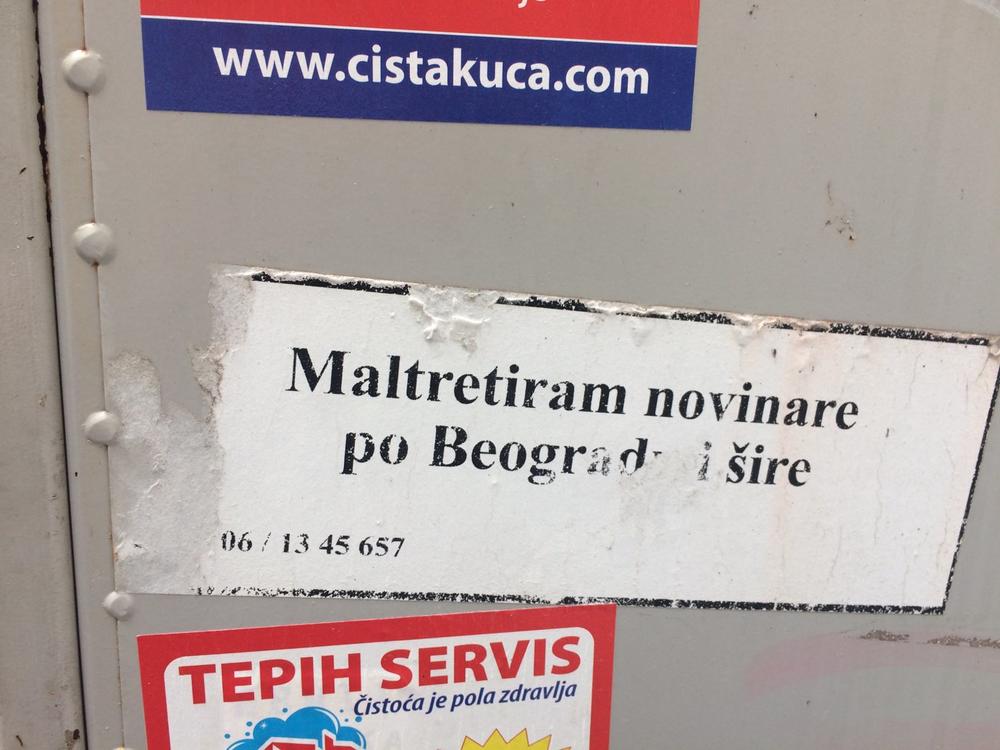 www.cistakuca.com
Maltretiram novinare
po i šire
06 / 13 45 657
TEPIH SERVIS
Čistoća je pola zdravlja